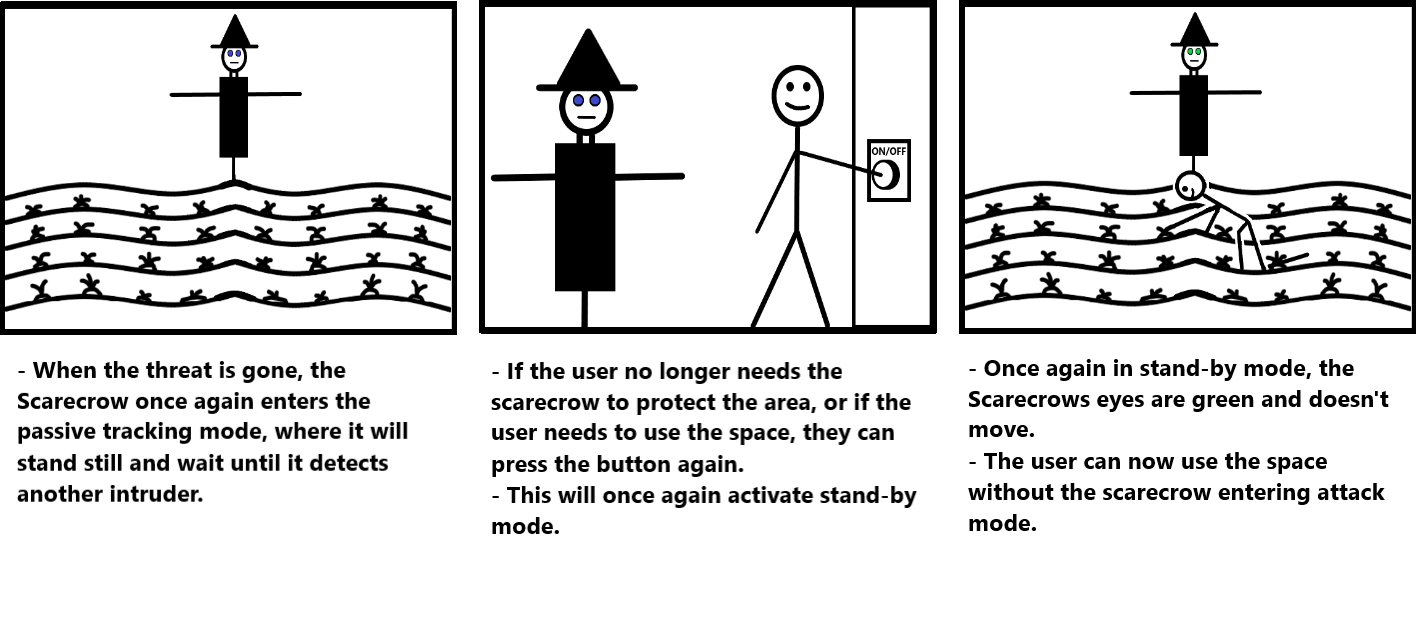 ON/OFF
- When the threat is gone, the
Scarecrow once again enters the
passive tracking mode, where it will
stand still and wait until it detects
another intruder.
- If the user no longer needs the
scarecrow to protect the area, or if the
user needs to use the space, they can
press the button again.
- This will once again activate stand-by
mode.
- Once again in stand-by mode, the
Scarecrows eyes are green and doesn't
move.
- The user can now use the space
without the scarecrow entering attack
mode.